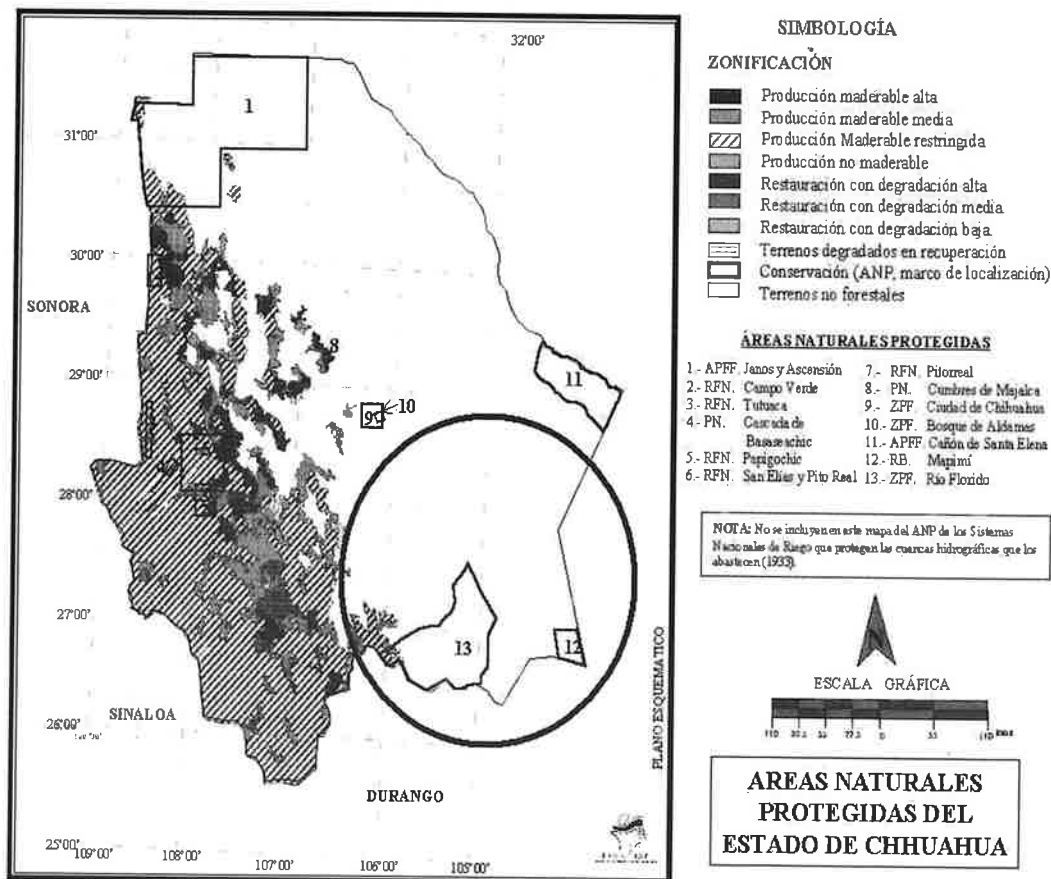 32°00'
1
31°00'
30°00'
SONORA
29°00'
8
11
10
9
28°00'
27°00'
13
12
SINALOA
26°00'
DURANGO
25°00'
109°00'
108°00'
107°00'
106°00'
105°00'
PLANO ESQUEMATICO
SIMBOLOGÍA
ZONIFICACIÓN
Producción maderable alta
Producción maderable media
Producción Maderable restringida
Producción no maderable
Restauración con degradación alta
Restauración con degradación media
Restauración con degradación baja
Terrenos degradados en recuperación
Conservación (ANP, marco de localización)
Terrenos no forestales
ÁREAS NATURALES PROTEGIDAS
1.- APFF. Janos y Ascensión
2.- RFN. Campo Verde
3.- RFN. Tutuaca
4.- PN. Cascada de
Basaseachic
5.- RFN. Papigochic
6.- RFN. San Elías y Pito Real
7.- RFN. Pitorreal
8.- PN. Cumbres de Majalca
9.- ZPF. Ciudad de Chihuahua
10.- ZPF. Bosque de Aldamas
11.- APFF. Cañón de Santa Elena
12.- RB. Mapimí
13.- ZPF. Río Florido
NOTA: No se incluyen en este mapa del ANP de los Sistemas
Nacionales de Riego que protegen las cuencas hidrográficas que los
abastecen (1933).
ESCALA GRÁFICA
110
55
0
55
110
AREAS NATURALES
PROTEGIDAS DEL
ESTADO DE CHHUAHUA